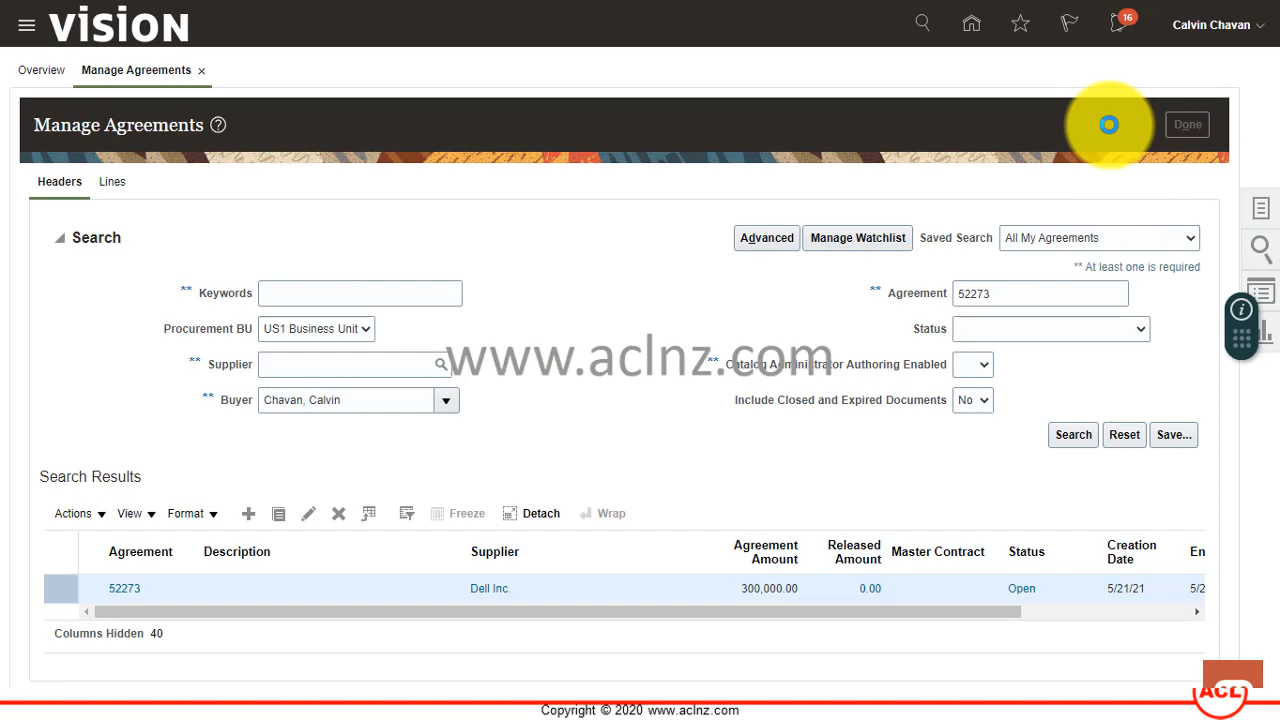 vision
16
Calvin Chavan
Overview
Manage Agreements
Manage Agreements
Done
Headers
Lines
Search
Advanced
Manage Watchlist
Saved Search
All My Agreements
** At least one is required
** Keywords
** Agreement
52273
Procurement BU
US1 Business Unit
Status
** Supplier
** Catalog Administrator Authoring Enabled
www.aclnz.com
** Buyer
Chavan, Calvin
Include Closed and Expired Documents
No
Search
Reset
Save...
Search Results
Actions
View
Format
Freeze
Detach
Wrap
Agreement
Description
Supplier
Agreement Amount
Released Amount
Master Contract
Status
Creation Date
En
52273
Dell Inc.
300,000.00
0.00
Open
5/21/21
5/2
Columns Hidden 40
ACL
Copyright © 2020 www.aclnz.com